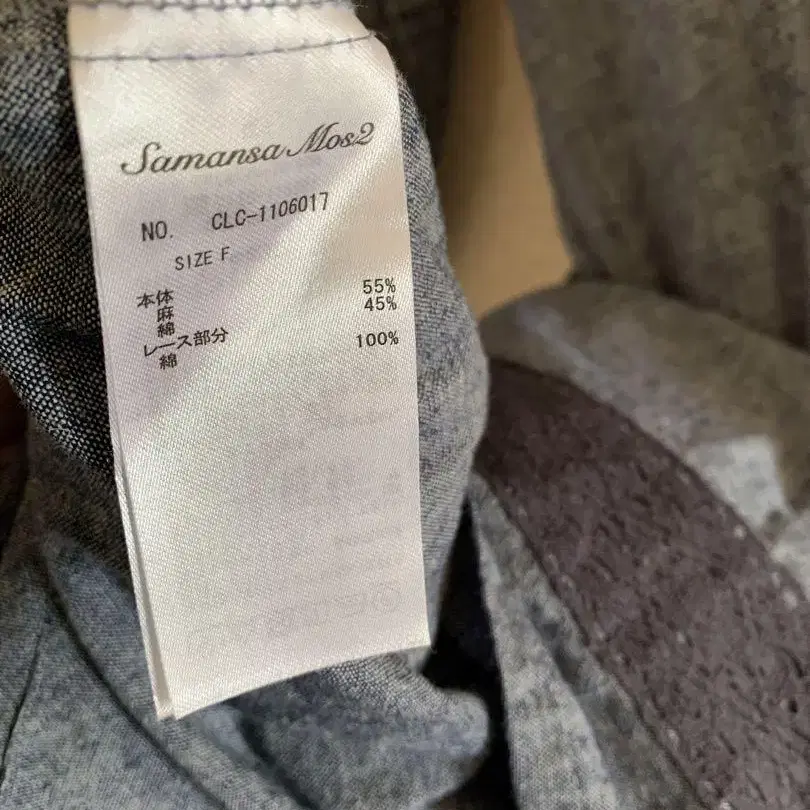 Samansa Mos2
NO. CLC-1106017
SIZE F
本体
麻 55%
綿 45%
レース部分
綿 100%